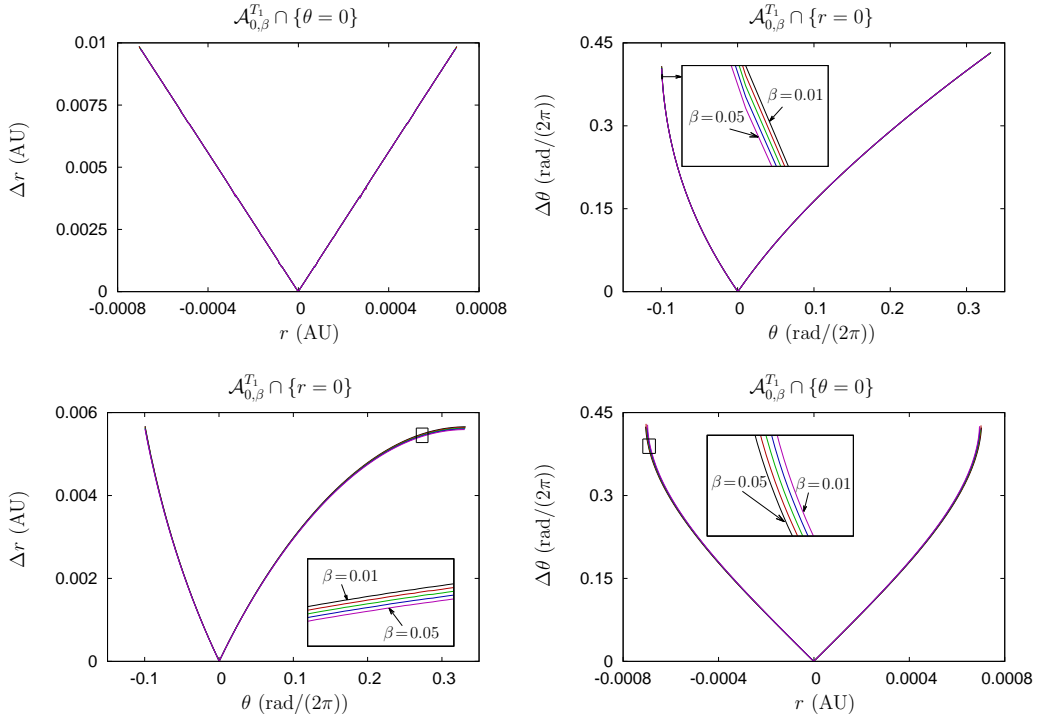 𝒜_{0,β}^{T_1} ∩ {θ = 0}
0.01
0.0075
0.005
0.0025
0
Δr (AU)
-0.0008
-0.0004
0
0.0004
0.0008
r (AU)
𝒜_{0,β}^{T_1} ∩ {r = 0}
0.45
0.3
0.15
0
Δθ (rad/(2π))
β=0.01
β=0.05
-0.1
0
0.1
0.2
0.3
θ (rad/(2π))
𝒜_{0,β}^{T_1} ∩ {r = 0}
0.006
0.004
0.002
0
Δr (AU)
β=0.01
β=0.05
-0.1
0
0.1
0.2
0.3
θ (rad/(2π))
𝒜_{0,β}^{T_1} ∩ {θ = 0}
0.45
0.3
0.15
0
Δθ (rad/(2π))
β=0.05
β=0.01
-0.0008
-0.0004
0
0.0004
0.0008
r (AU)